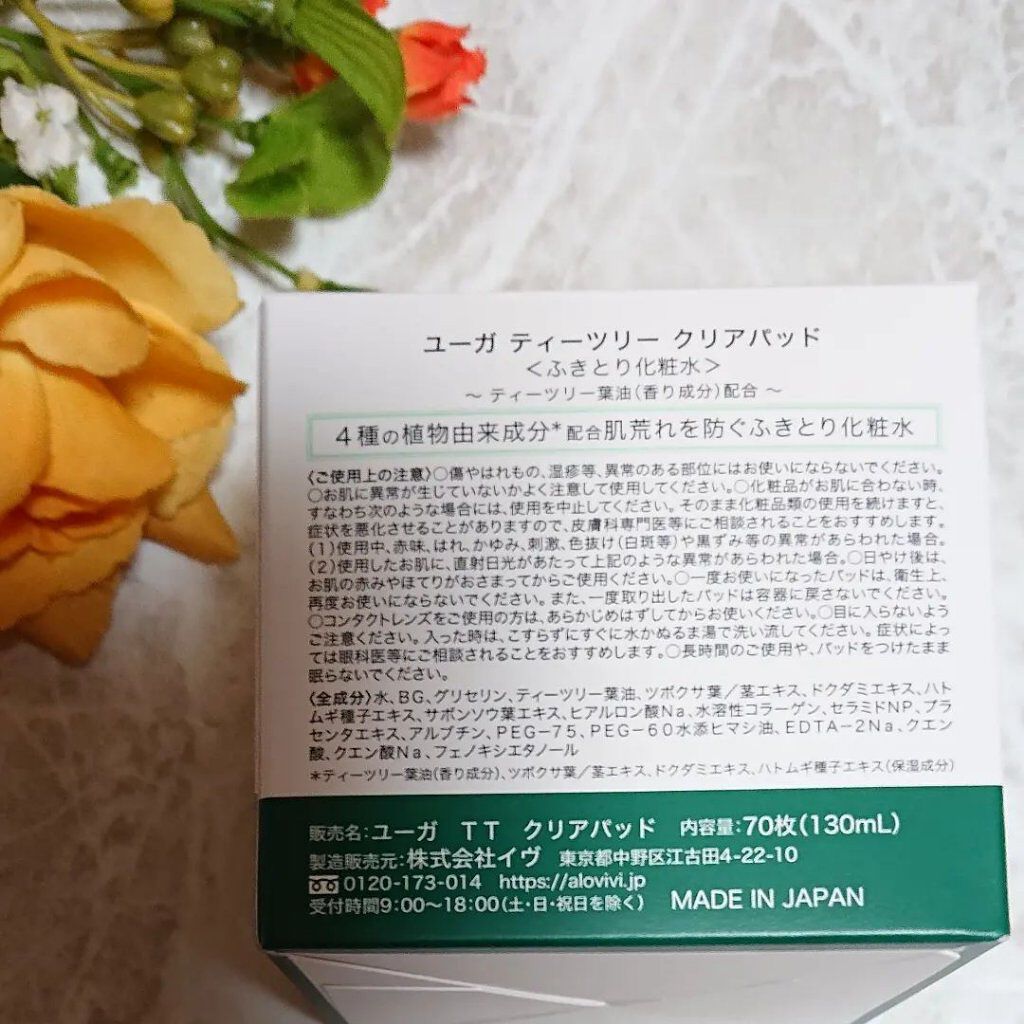 ユーガ ティーツリー クリアパッド
＜ふきとり化粧水＞
～ ティーツリー葉油(香り成分)配合 ～
4種の植物由来成分*配合肌荒れを防ぐふきとり化粧水
〈ご使用上の注意〉○傷やはれもの、湿疹等、異常のある部位にはお使いにならないでください。
○お肌に異常が生じていないかよく注意して使用してください。○化粧品がお肌に合わない時、
すなわち次のような場合には、使用を中止してください。そのまま化粧品類の使用を続けますと、
症状を悪化させることがありますので、皮膚科専門医等にご相談されることをおすすめします。
(1)使用中、赤味、はれ、かゆみ、刺激、色抜け(白斑等)や黒ずみ等の異常があらわれた場合。
(2)使用したお肌に、直射日光があたって上記のような異常があらわれた場合。○日やけ後は、
お肌の赤みやほてりがおさまってからご使用ください。○一度お使いになったパッドは、衛生上、
再度お使いにならないでください。また、一度取り出したパッドは容器に戻さないでください。
○コンタクトレンズをご使用の方は、あらかじめはずしてからお使いください。○目に入らないよう
ご注意ください。入った時は、こすらずにすぐに水かぬるま湯で洗い流してください。症状によっ
ては眼科医等にご相談されることをおすすめします。○長時間のご使用や、パッドをつけたまま
眠らないでください。
〈全成分〉水、BG、グリセリン、ティーツリー葉油、ツボクサ葉／茎エキス、ドクダミエキス、ハト
ムギ種子エキス、サボンソウ葉エキス、ヒアルロン酸Na、水溶性コラーゲン、セラミドNP、プラ
センタエキス、アルブチン、PEG－75、PEG－60水添ヒマシ油、EDTA－2Na、クエン
酸、クエン酸Na、フェノキシエタノール
*ティーツリー葉油(香り成分)、ツボクサ葉／茎エキス、ドクダミエキス、ハトムギ種子エキス(保湿成分)
販売名：ユーガ ＴＴ クリアパッド 内容量：70枚(130mL)
製造販売元：株式会社イヴ 東京都中野区江古田4-22-10
0120-173-014 https://alovivi.jp
受付時間9:00～18:00(土・日・祝日を除く) MADE IN JAPAN